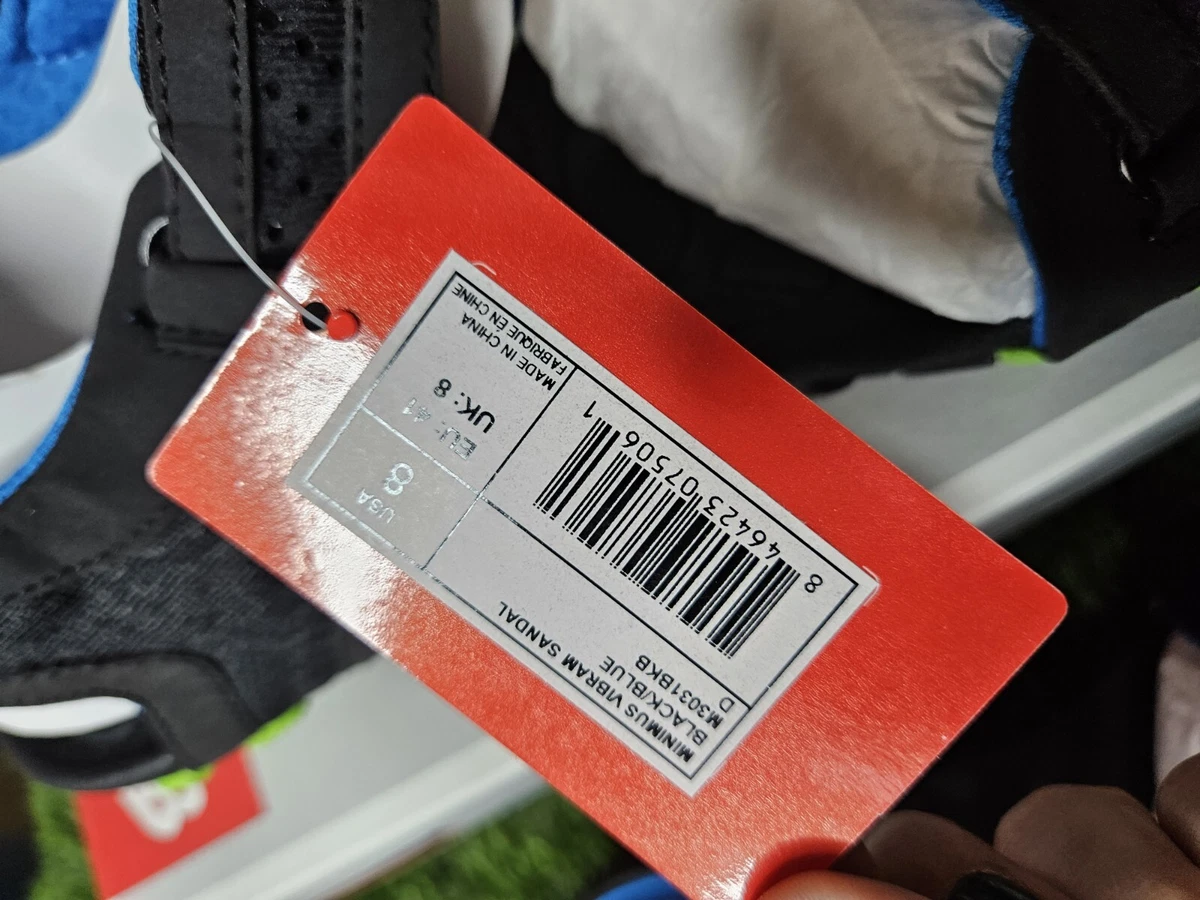 MINIMUS VIBRAM SANDAL
BLACK/BLUE
M3031BKB
D
8 46423 07506 1
USA
8
EU: 41
UK: 8
MADE IN CHINA
FABRIQUE ÉN CHINE